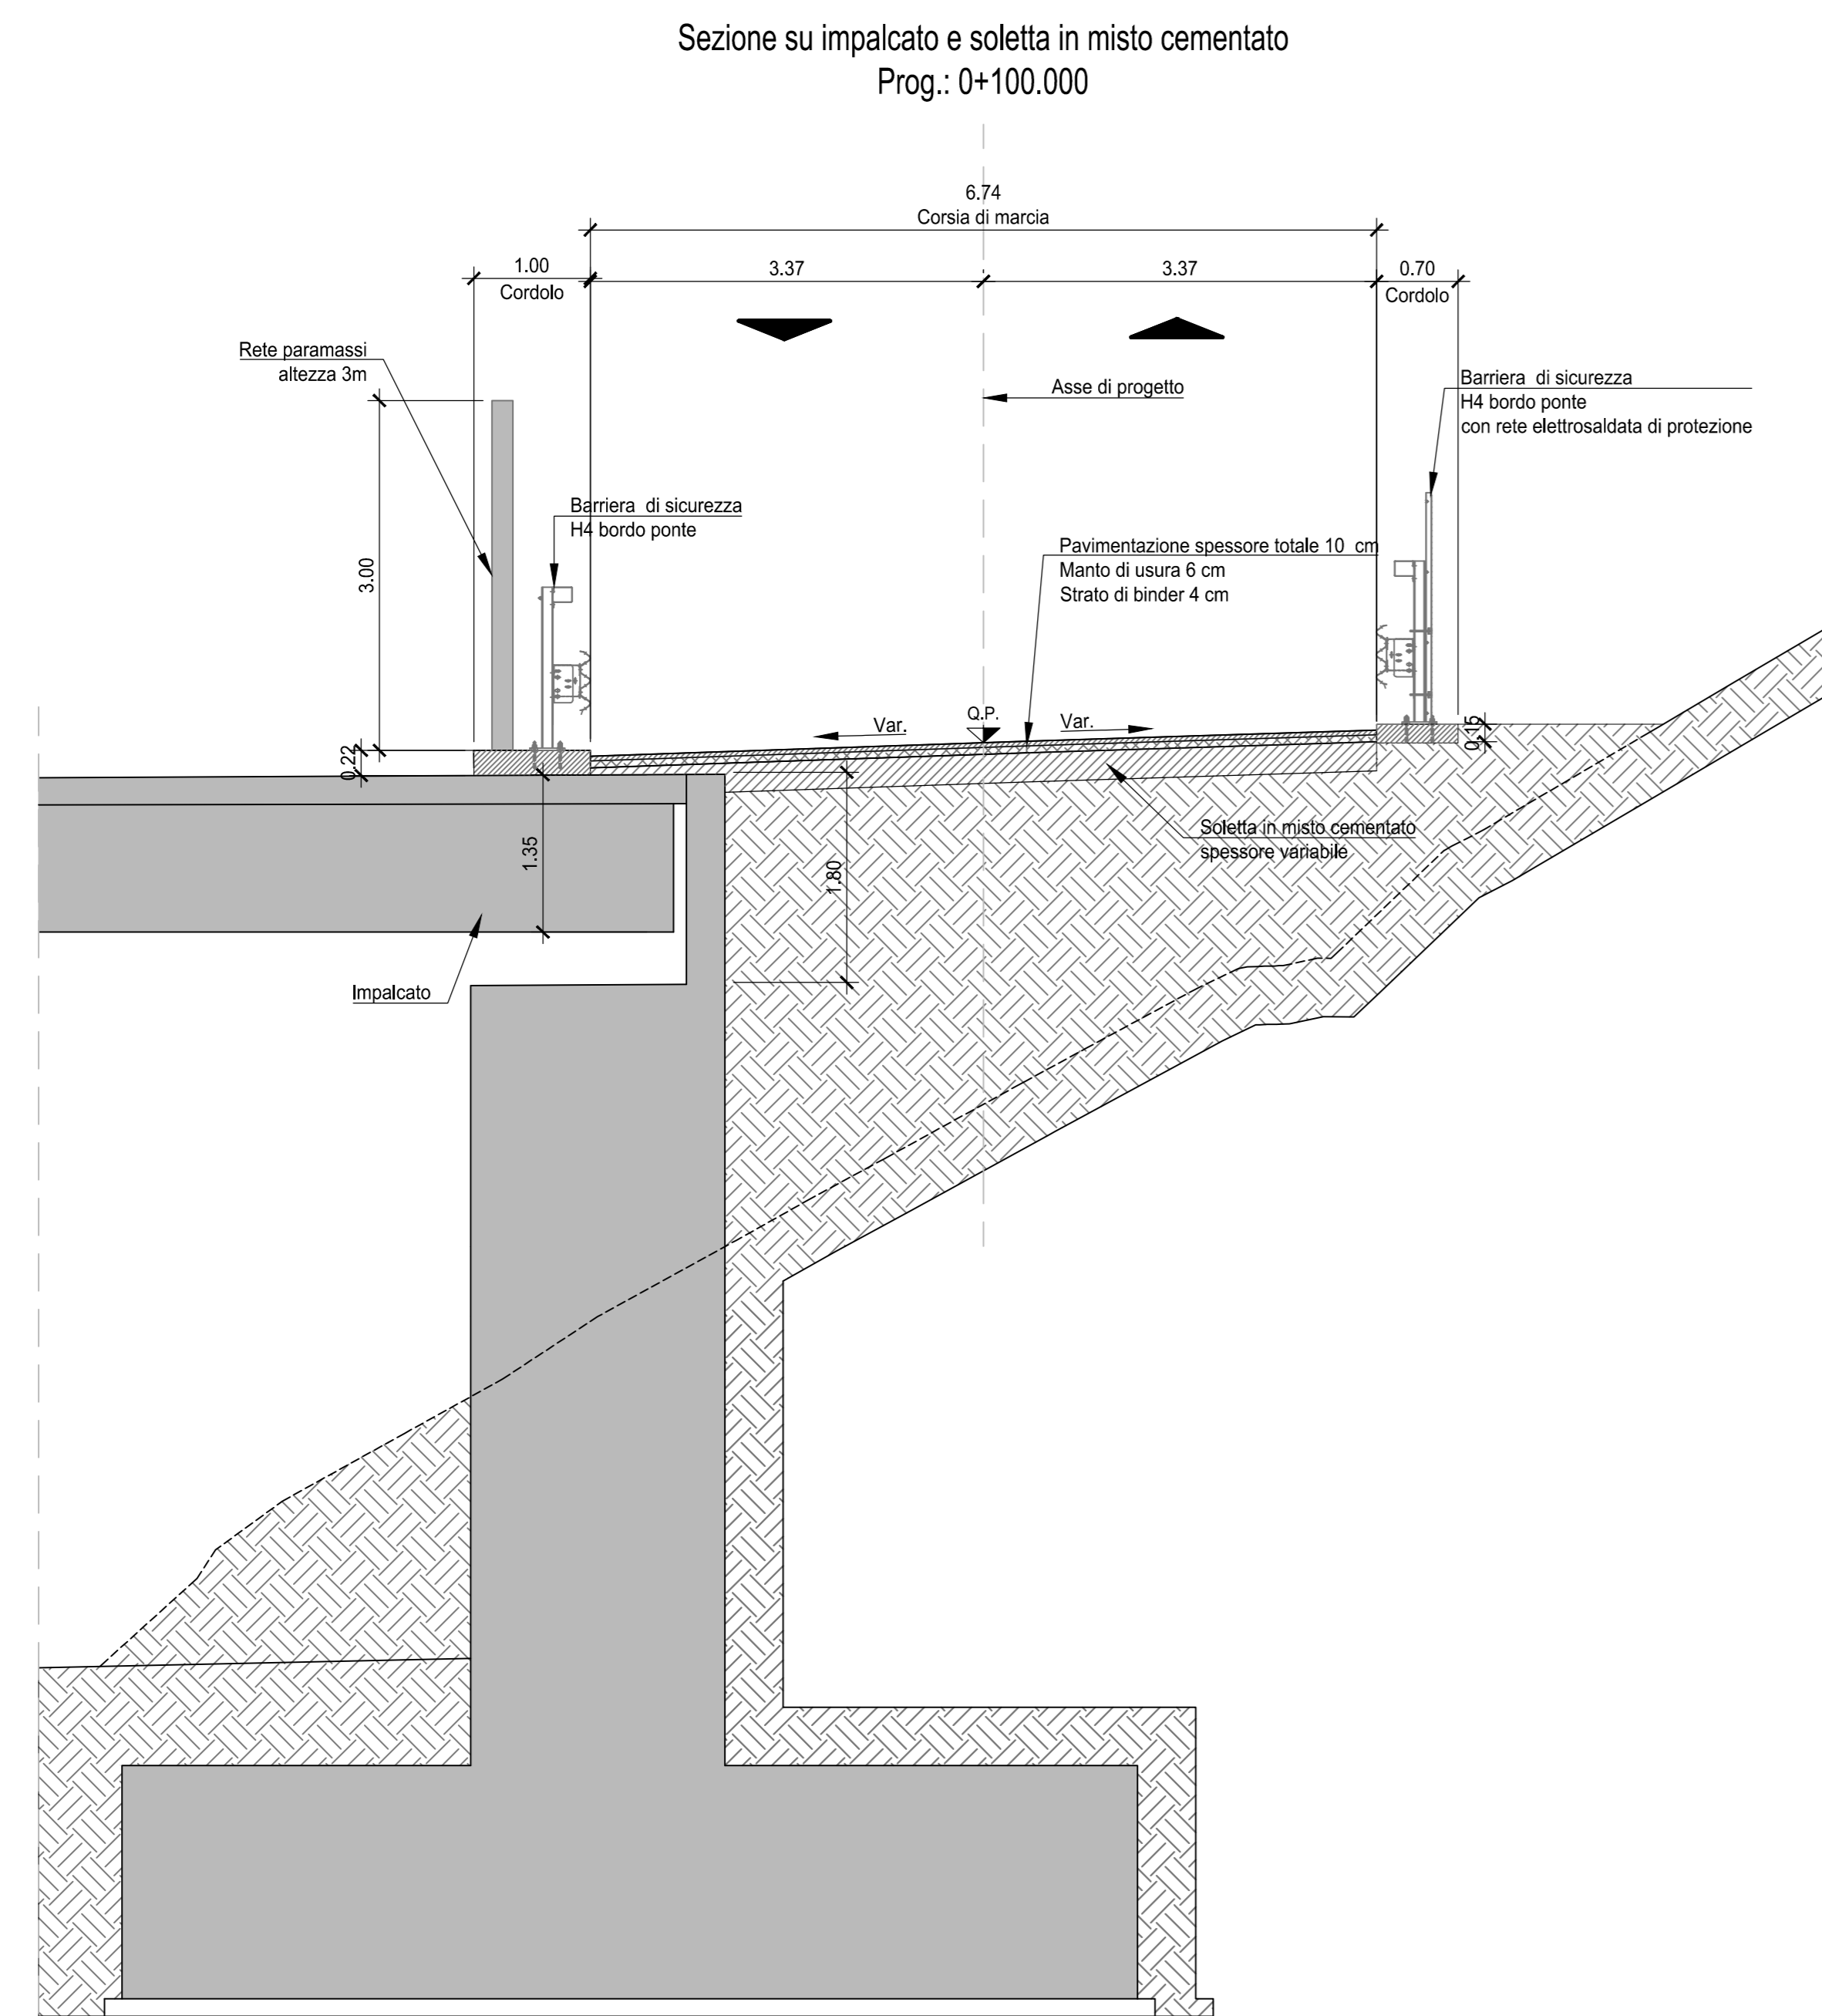 Sezione su impalcato e soletta in misto cementato
Prog.: 0+100.000
6.74
Corsia di marcia
1.00
Cordolo
3.37
3.37
0.70
Cordolo
Rete paramassi
altezza 3m
Asse di progetto
Barriera di sicurezza
H4 bordo ponte
con rete elettrosaldata di protezione
Barriera di sicurezza
H4 bordo ponte
Pavimentazione spessore totale 10 cm
Manto di usura 6 cm
Strato di binder 4 cm
3.00
Var.
Q.P.
Var.
0.15
0.22
1.35
1.80
Soletta in misto cementato
spessore variabile
Impalcato